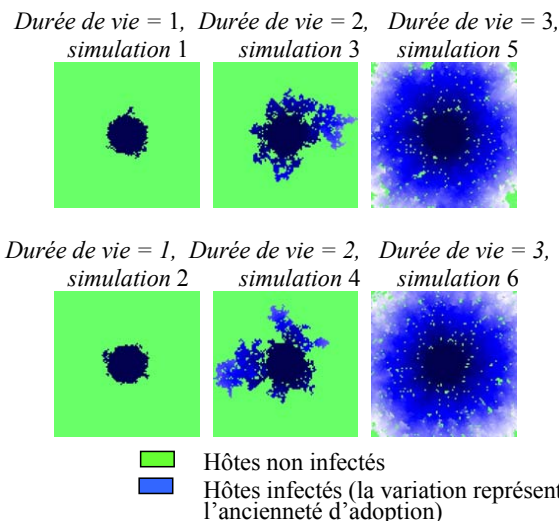 Durée de vie = 1, Durée de vie = 2, Durée de vie = 3,
simulation 1 simulation 3 simulation 5
Durée de vie = 1, Durée de vie = 2, Durée de vie = 3,
simulation 2 simulation 4 simulation 6
Hôtes non infectés
Hôtes infectés (la variation représent
l'ancienneté d'adoption)